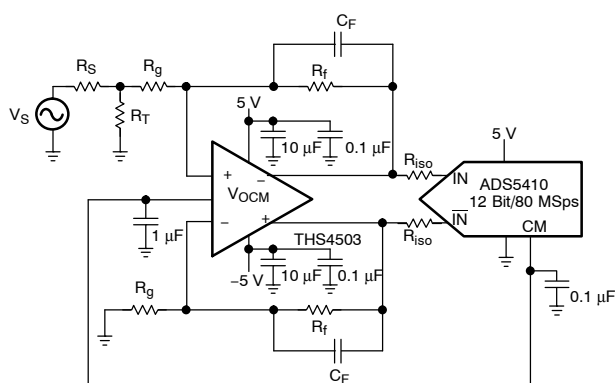 C_F
R_S
R_g
R_f
V_S
R_T
5 V
10 µF
0.1 µF
5 V
R_iso
IN
ADS5410
12 Bit/80 MSps
IN
CM
+
−
V_OCM
−
+
THS4503
R_iso
1 µF
−5 V
10 µF
0.1 µF
0.1 µF
R_g
R_f
C_F